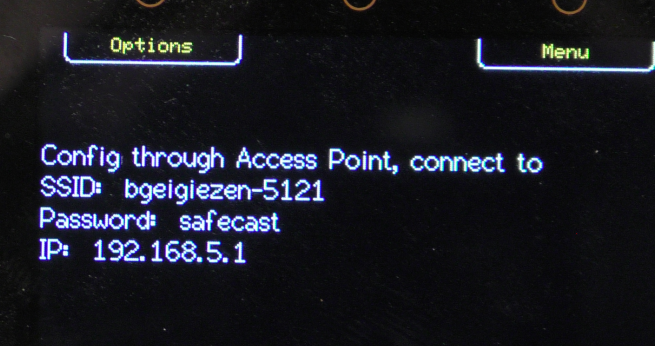 Options
Menu
Config through Access Point, connect to
SSID: bgeigiezen-5121
Password: safecast
IP: 192.168.5.1